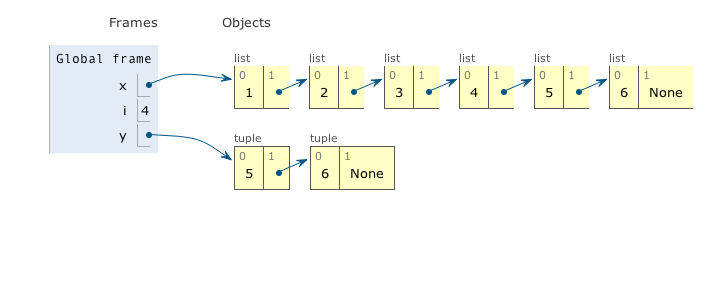 Frames Objects
Global frame
x
i 4
y
list list list list list list
0 1 0 1 0 1 0 1 0 1 0 1
1 2 3 4 5 6 None
tuple tuple
0 1 0 1
5 6 None